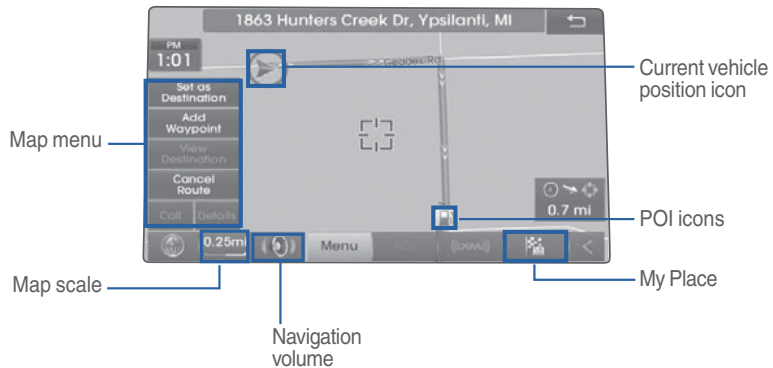 1863 Hunters Creek Dr, Ypsilanti, MI
PM
1:01
Geddes Rd
Current vehicle
position icon
Set as
Destination
Add
Waypoint
View
Destination
Cancel
Route
Call Details
Map menu
0.7 mi
POI icons
0.25mi
Menu
POI
My Place
Map scale
Navigation
volume